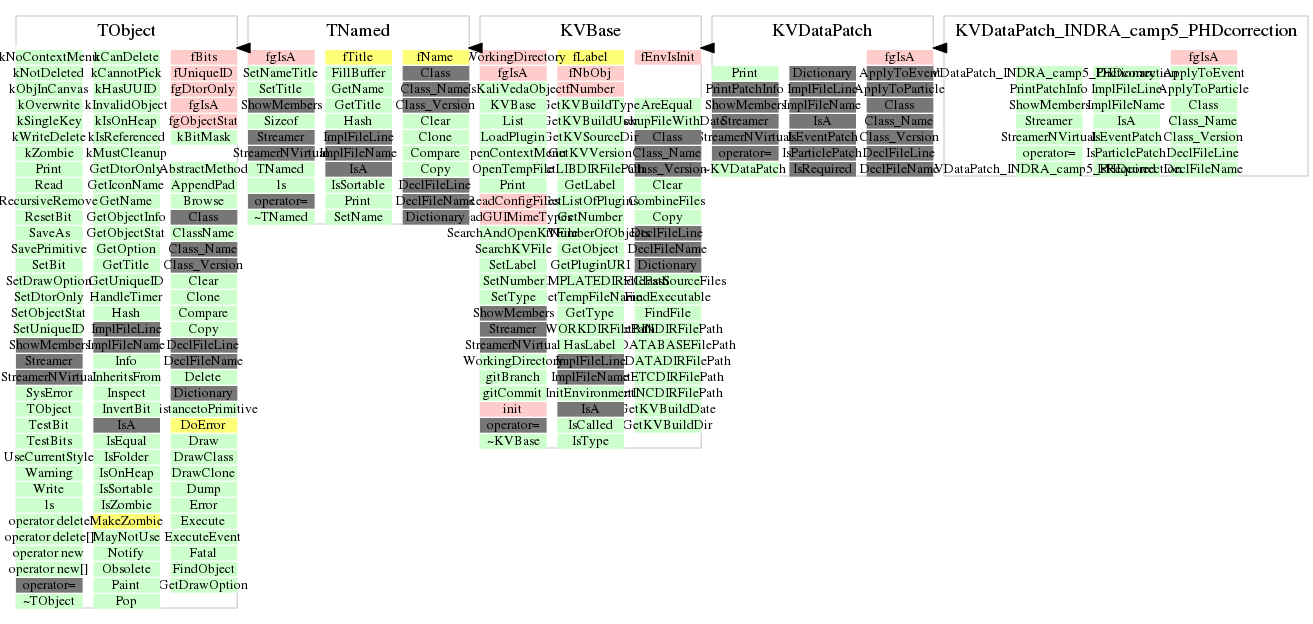 TObject TNamed KVBase KVDataPatch KVDataPatch_INDRA_camp5_PHDcorrection
kNoContextMenu kCanDelete fBits fgIsA fTitle fName WorkingDirectory fLabel fEnvIsInit fgIsA fgIsA
kNotDeleted kCannotPick fUniqueID SetNameTitle FillBuffer Class fgIsA fNbObj Print Dictionary ApplyToEvent ApplyToEvent
kObjInCanvas kHasUUID fgDtorOnly SetTitle GetName Class_Name fNumber PrintPatchInfo ImplFileLine ApplyToParticle PrintPatchInfo ImplFileLine ApplyToParticle
kOverwrite kInvalidObject fgIsA ShowMembers GetTitle Class_Version KVBase GetKVBuildType AreEqual ShowMembers ImplFileName Class ShowMembers ImplFileName Class
kSingleKey kIsOnHeap fgObjectStat Sizeof Hash Clear List Streamer IsA Class_Name Streamer IsA Class_Name
kWriteDelete kIsReferenced kBitMask Streamer ImplFileLine Clone LoadPlugin GetKVSourceDir Class StreamerNVirtual IsEventPatch Class_Version StreamerNVirtual IsEventPatch Class_Version
kZombie kMustCleanup StreamerNVirtual ImplFileName Compare OpenContextMenu GetKVVersion Class_Name operator= IsParticlePatch DeclFileLine operator= IsParticlePatch DeclFileLine
Print GetDtorOnly AbstractMethod TNamed IsA Copy OpenTempFile Class_Version ~KVDataPatch IsRequired DeclFileName DeclFileName
Read GetIconName AppendPad ls IsSortable DeclFileLine Print GetLabel Clear
RecursiveRemove GetName Browse operator= Print DeclFileName ReadConfigFiles GetListOfPlugins CombineFiles
ResetBit GetObjectInfo Class ~TNamed SetName Dictionary GetNumber Copy
SaveAs GetObjectStat ClassName DeclFileLine
SavePrimitive GetOption Class_Name SearchKVFile GetObject DeclFileName
SetBit GetTitle Class_Version SetLabel GetPluginURI Dictionary
SetDrawOption GetUniqueID Clear SetNumber
SetDtorOnly HandleTimer Clone SetType GetTempFileName FindExecutable
SetObjectStat Hash Compare ShowMembers GetType FindFile
SetUniqueID ImplFileLine Copy Streamer
ShowMembers ImplFileName DeclFileLine StreamerNVirtual HasLabel
Streamer Info DeclFileName WorkingDirectory ImplFileLine
StreamerNVirtual InheritsFrom Delete gitBranch ImplFileName
SysError Inspect Dictionary gitCommit InitEnvironment
TObject InvertBit DistancetoPrimitive init IsA GetKVBuildDate
TestBit IsA DoError operator= IsCalled GetKVBuildDir
TestBits IsEqual Draw ~KVBase IsType
UseCurrentStyle IsFolder DrawClass
Warning IsOnHeap DrawClone
Write IsSortable Dump
ls IsZombie Error
operator delete MakeZombie Execute
operator delete[] MayNotUse ExecuteEvent
operator new Notify Fatal
operator new[] Obsolete FindObject
operator= Paint GetDrawOption
~TObject Pop